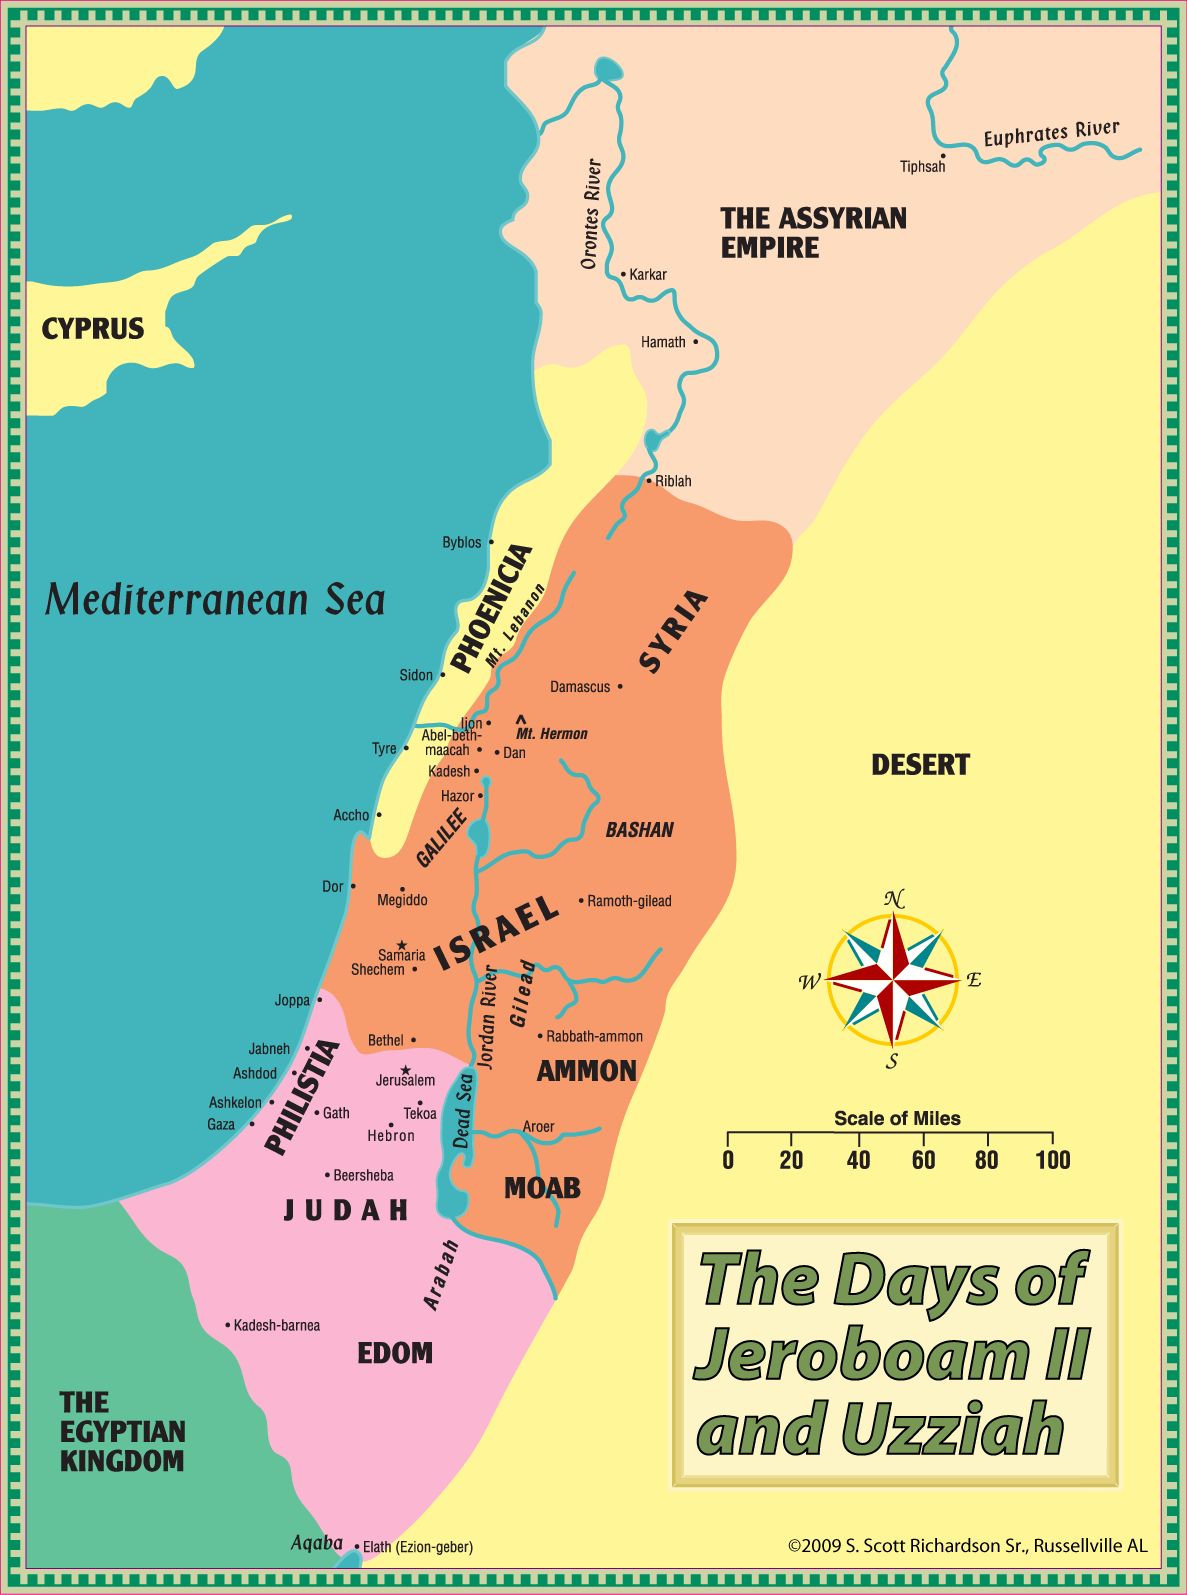 Euphrates River
Tiphsah
Orontes River
THE ASSYRIAN
EMPIRE
Karkar
CYPRUS
Hamath
Riblah
Byblos
PHOENICIA
Mt. Lebanon
Mediterranean Sea
SYRIA
Sidon
Damascus
Ijon
Mt. Hermon
Abel-beth-
maacah
Tyre
Dan
DESERT
Kadesh
Hazor
Accho
GALILEE
BASHAN
Dor
Megiddo
Ramoth-gilead
ISRAEL
N
W
E
S
Samaria
Shechem
Jordan River
Gilead
Joppa
Bethel
Rabbath-ammon
Jabneh
PHILISTIA
AMMON
Ashdod
Jerusalem
Dead Sea
Ashkelon
Gath
Tekoa
Gaza
Hebron
Aroer
Scale of Miles
0 20 40 60 80 100
Beersheba
MOAB
JUDAH
Arabah
The Days of
Jeroboam II
and Uzziah
Kadesh-barnea
EDOM
THE
EGYPTIAN
KINGDOM
Aqaba
Elath (Ezion-geber)
©2009 S. Scott Richardson Sr., Russellville AL